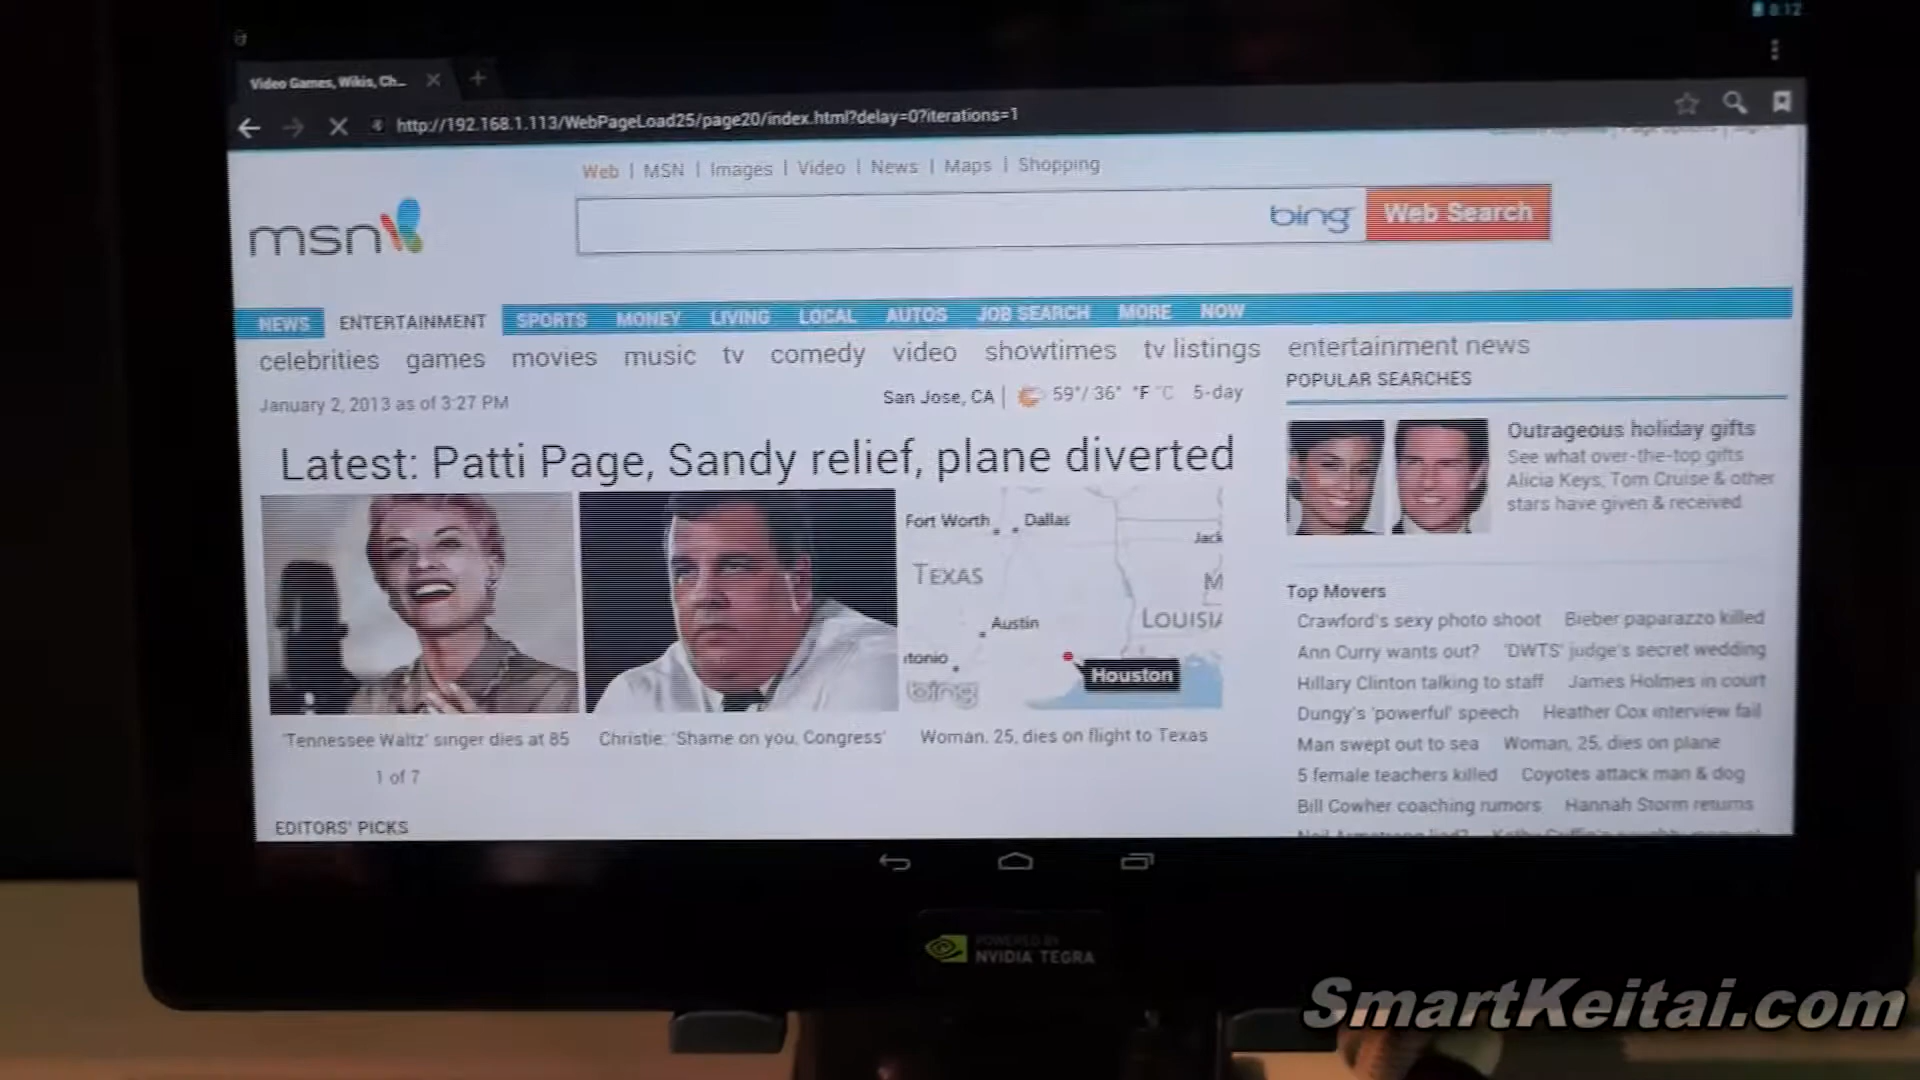 8:12
Video Games, Wikis, Ch...
http://192.168.1.113/WebPageLoad25/page20/index.html?delay=0?iterations=1
Web | MSN | Images | Video | News | Maps | Shopping
msn
bing
Web Search
NEWS ENTERTAINMENT SPORTS MONEY LIVING LOCAL AUTOS JOB SEARCH MORE NOW
celebrities games movies music tv comedy video showtimes tv listings entertainment news
January 2, 2013 as of 3:27 PM
San Jose, CA | 59°/ 36° °F °C 5-day
Latest: Patti Page, Sandy relief, plane diverted
Fort Worth Dallas
Jack
TEXAS
M
LOUISI
Austin
tonio
Houston
bing
'Tennessee Waltz' singer dies at 85
Christie: 'Shame on you, Congress'
Woman, 25, dies on flight to Texas
1 of 7
EDITORS' PICKS
POPULAR SEARCHES
Outrageous holiday gifts
See what over-the-top gifts
Alicia Keys, Tom Cruise & other
stars have given & received
Top Movers
Crawford's sexy photo shoot Bieber paparazzo killed
Ann Curry wants out? 'DWTS' judge's secret wedding
Hillary Clinton talking to staff James Holmes in court
Dungy's 'powerful' speech Heather Cox interview fail
Man swept out to sea Woman, 25, dies on plane
5 female teachers killed Coyotes attack man & dog
Bill Cowher coaching rumors Hannah Storm returns
POWERED BY
NVIDIA TEGRA
SmartKeitai.com